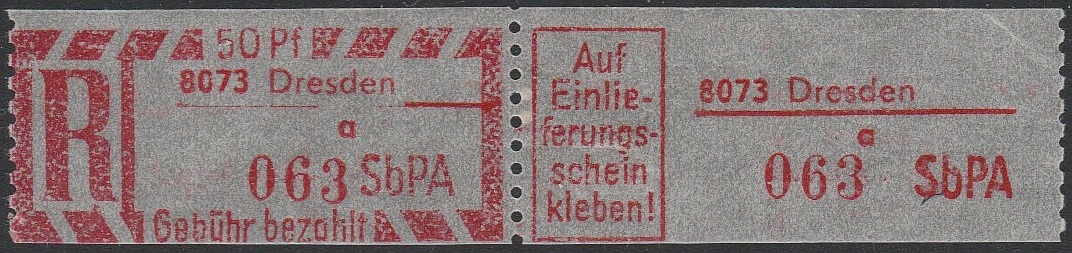 50 Pf
R
8073 Dresden
a
063 SbPA
Gebühr bezahlt
Auf
Einlie-
ferungs-
schein
kleben!
8073 Dresden
a
063 SbPA